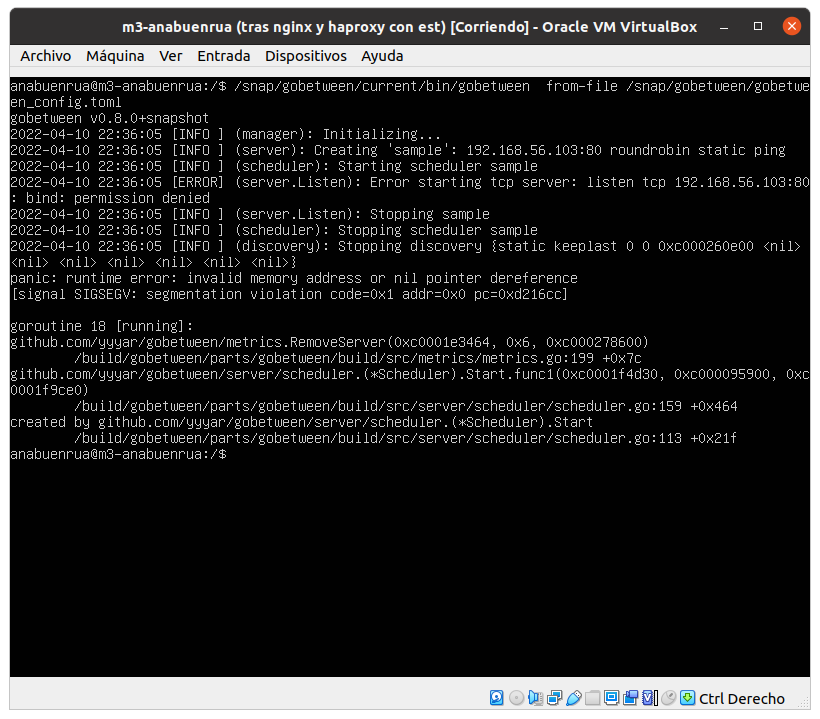 m3-anabuenrua (tras nginx y haproxy con est) [Corriendo] - Oracle VM VirtualBox
Archivo Máquina Ver Entrada Dispositivos Ayuda
anabuenrua@m3-anabuenrua:/$ /snap/gobetween/current/bin/gobetween  from-file /snap/gobetween/gobetwe
en_config.toml
gobetween v0.8.0+snapshot
2022-04-10 22:36:05 [INFO ] (manager): Initializing...
2022-04-10 22:36:05 [INFO ] (server): Creating 'sample': 192.168.56.103:80 roundrobin static ping
2022-04-10 22:36:05 [INFO ] (scheduler): Starting scheduler sample
2022-04-10 22:36:05 [ERROR] (server.Listen): Error starting tcp server: listen tcp 192.168.56.103:80
: bind: permission denied
2022-04-10 22:36:05 [INFO ] (server.Listen): Stopping sample
2022-04-10 22:36:05 [INFO ] (scheduler): Stopping scheduler sample
2022-04-10 22:36:05 [INFO ] (discovery): Stopping discovery {static keeplast 0 0 0xc000260e00 <nil>
<nil> <nil> <nil> <nil> <nil> <nil>}
panic: runtime error: invalid memory address or nil pointer dereference
[signal SIGSEGV: segmentation violation code=0x1 addr=0x0 pc=0xd216cc]
goroutine 18 [running]:
github.com/yyyar/gobetween/metrics.RemoveServer(0xc0001e3464, 0x6, 0xc000278600)
/build/gobetween/parts/gobetween/build/src/metrics/metrics.go:199 +0x7c
github.com/yyyar/gobetween/server/scheduler.(*Scheduler).Start.func1(0xc0001f4d30, 0xc000095900, 0xc
0001f9ce0)
/build/gobetween/parts/gobetween/build/src/server/scheduler/scheduler.go:159 +0x464
created by github.com/yyyar/gobetween/server/scheduler.(*Scheduler).Start
/build/gobetween/parts/gobetween/build/src/server/scheduler/scheduler.go:113 +0x21f
anabuenrua@m3-anabuenrua:/$
Ctrl Derecho